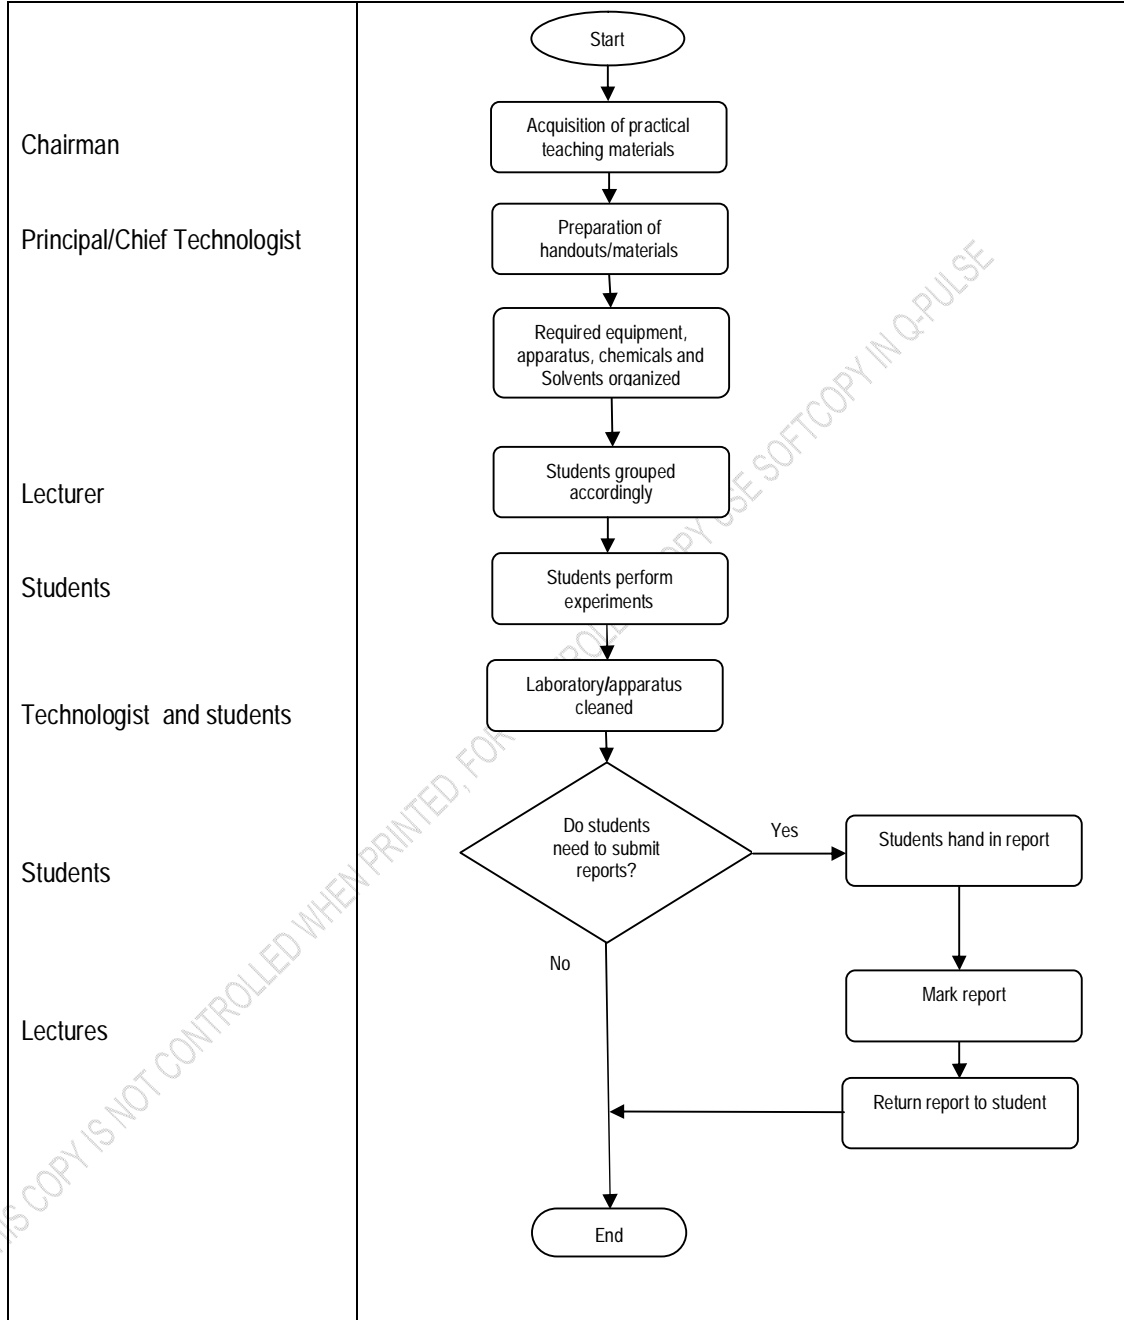 Start
Chairman
Acquisition of practical
teaching materials
Principal/Chief Technologist
Preparation of
handouts/materials
Required equipment,
apparatus, chemicals and
Solvents organized
Lecturer
Students grouped
accordingly
Students
Students perform
experiments
Technologist and students
Laboratory/apparatus
cleaned
Students
Do students
need to submit
reports?
Yes
Students hand in report
No
Lectures
Mark report
Return report to student
End
COPY IS NOT CONTROLLED WHEN PRINTED, FOR COPY USE SOFTCOPY IN Q-PULSE